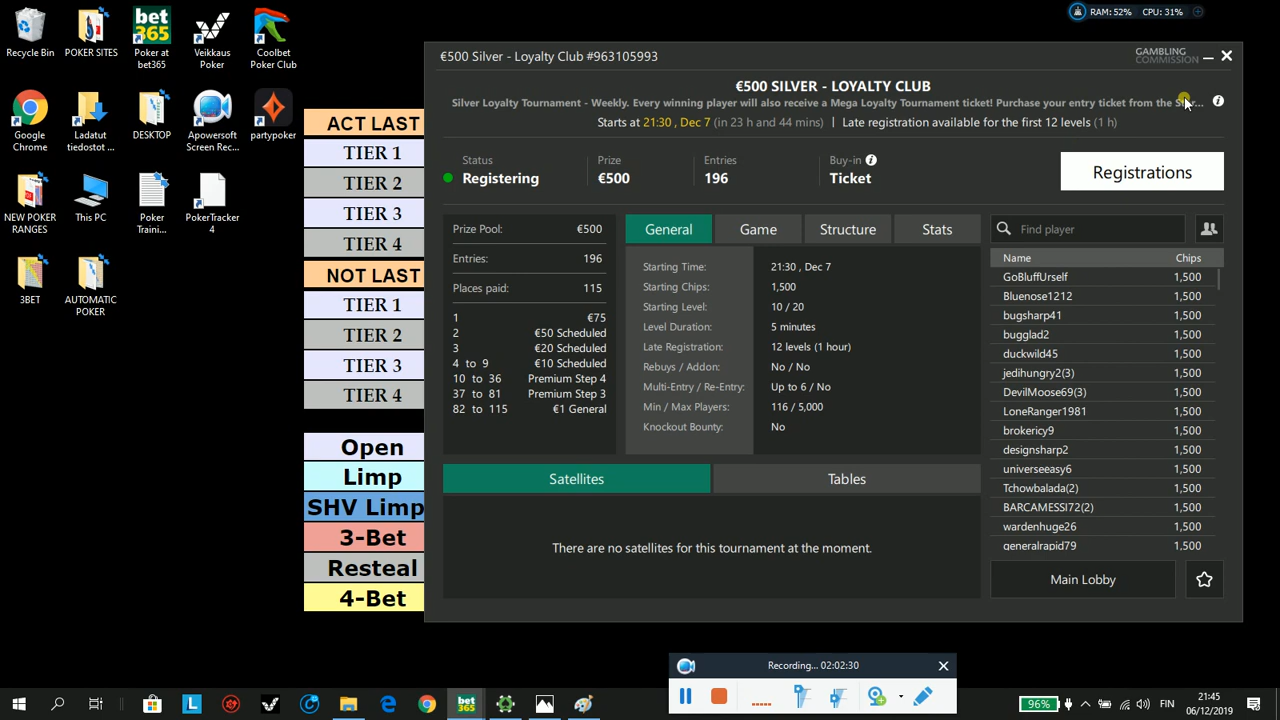 RAM: 52% CPU: 31%
Recycle Bin
POKER SITES
bet365
Poker at bet365
Veikkaus Poker
Coolbet Poker Club
Google Chrome
Ladatut tiedostot ...
DESKTOP
Apowersoft Screen Rec...
partypoker
NEW POKER RANGES
This PC
Poker Traini...
PokerTracker 4
3BET
AUTOMATIC POKER
ACT LAST
TIER 1
TIER 2
TIER 3
TIER 4
NOT LAST
TIER 1
TIER 2
TIER 3
TIER 4
Open
Limp
SHV Limp
3-Bet
Resteal
4-Bet
€500 Silver - Loyalty Club #963105993
GAMBLING COMMISSION
€500 SILVER - LOYALTY CLUB
Silver Loyalty Tournament - Weekly. Every winning player will also receive a Mega Loyalty Tournament ticket! Purchase your entry ticket from the
Starts at 21:30, Dec 7 (in 23 h and 44 mins) | Late registration available for the first 12 levels (1 h)
Status
Registering
Prize
€500
Entries
196
Buy-in
Ticket
Registrations
Prize Pool: €500
Entries: 196
Places paid: 115
1 €75
2 €50 Scheduled
3 €20 Scheduled
4 to 9 €10 Scheduled
10 to 36 Premium Step 4
37 to 81 Premium Step 3
82 to 115 €1 General
General Game Structure Stats
Starting Time: 21:30 , Dec 7
Starting Chips: 1,500
Starting Level: 10 / 20
Level Duration: 5 minutes
Late Registration: 12 levels (1 hour)
Rebuys / Addon: No / No
Multi-Entry / Re-Entry: Up to 6 / No
Min / Max Players: 116 / 5,000
Knockout Bounty: No
Find player
Name Chips
GoBluffUrself 1,500
Bluenose1212 1,500
bugsharp41 1,500
bugglad2 1,500
duckwild45 1,500
jedihungry2(3) 1,500
DevilMoose69(3) 1,500
LoneRanger1981 1,500
brokericy9 1,500
designsharp2 1,500
universeeasy6 1,500
Tchowbalada(2) 1,500
BARCAMESSI72(2) 1,500
wardenhuge26 1,500
generalrapid79 1,500
Satellites Tables
There are no satellites for this tournament at the moment.
Main Lobby
Recording... 02:02:30
bet365
96%
FIN
21:45
06/12/2019